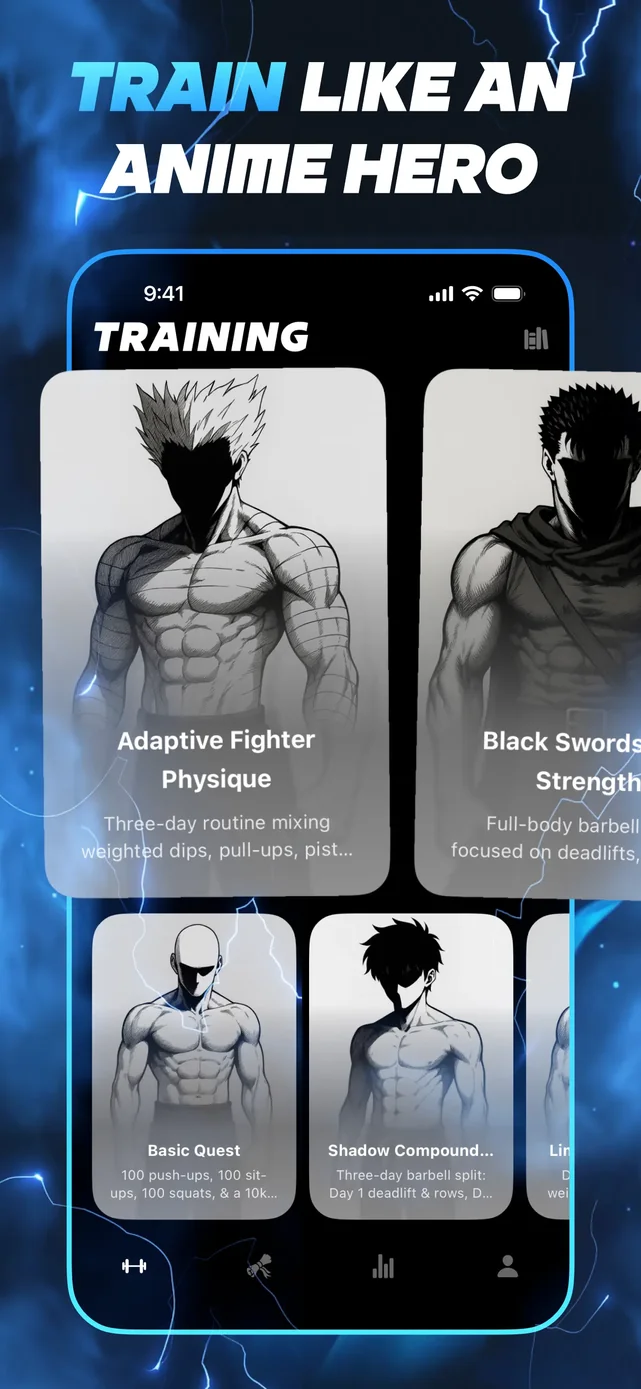 TRAIN LIKE AN
ANIME HERO
9:41
TRAINING
Adaptive Fighter
Physique
Three-day routine mixing
weighted dips, pull-ups, pist...
Black Swords
Strength
Full-body barbell
focused on deadlifts,
Basic Quest
100 push-ups, 100 sit-
ups, 100 squats, & a 10k...
Shadow Compound...
Three-day barbell split:
Day 1 deadlift & rows, D...
Lin
D
wei